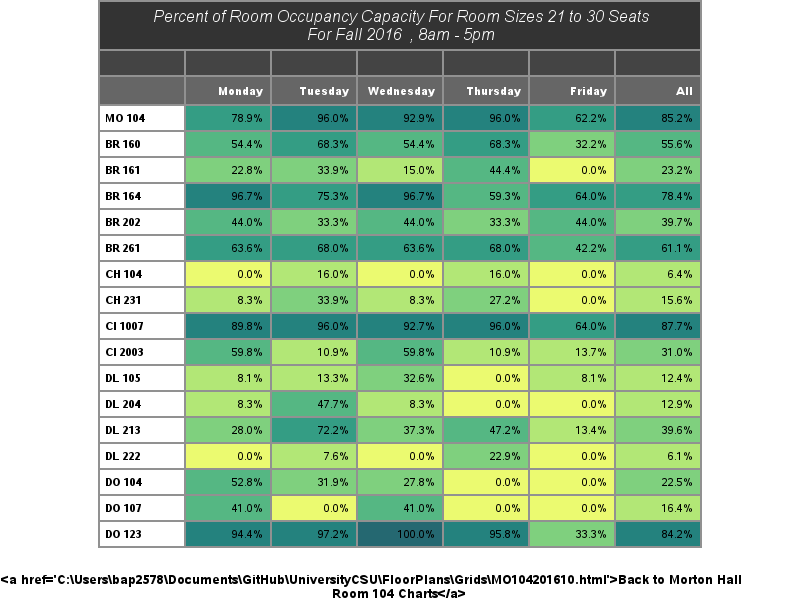 Percent of Room Occupancy Capacity For Room Sizes 21 to 30 Seats
For Fall 2016 , 8am - 5pm
Monday Tuesday Wednesday Thursday Friday All
MO 104 78.9% 96.0% 92.9% 96.0% 62.2% 85.2%
BR 160 54.4% 68.3% 54.4% 68.3% 32.2% 55.6%
BR 161 22.8% 33.9% 15.0% 44.4% 0.0% 23.2%
BR 164 96.7% 75.3% 96.7% 59.3% 64.0% 78.4%
BR 202 44.0% 33.3% 44.0% 33.3% 44.0% 39.7%
BR 261 63.6% 68.0% 63.6% 68.0% 42.2% 61.1%
CH 104 0.0% 16.0% 0.0% 16.0% 0.0% 6.4%
CH 231 8.3% 33.9% 8.3% 27.2% 0.0% 15.6%
CI 1007 89.8% 96.0% 92.7% 96.0% 64.0% 87.7%
CI 2003 59.8% 10.9% 59.8% 10.9% 13.7% 31.0%
DL 105 8.1% 13.3% 32.6% 0.0% 8.1% 12.4%
DL 204 8.3% 47.7% 8.3% 0.0% 0.0% 12.9%
DL 213 28.0% 72.2% 37.3% 47.2% 13.4% 39.6%
DL 222 0.0% 7.6% 0.0% 22.9% 0.0% 6.1%
DO 104 52.8% 31.9% 27.8% 0.0% 0.0% 22.5%
DO 107 41.0% 0.0% 41.0% 0.0% 0.0% 16.4%
DO 123 94.4% 97.2% 100.0% 95.8% 33.3% 84.2%
<a href='C:\Users\bap2578\Documents\GitHub\UniversityCSU\FloorPlans\Grids\MO104201610.html'>Back to Morton Hall
Room 104 Charts</a>